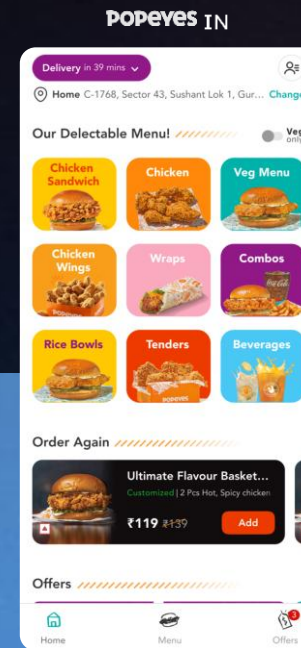 POPEYES IN
Delivery in 39 mins
Home C-1768, Sector 43, Sushant Lok 1, Gur... Change
Our Delectable Menu!
Veg only
Chicken Sandwich
Chicken
Veg Menu
Chicken Wings
Wraps
Combos
Rice Bowls
Tenders
Beverages
POPEYES
Order Again
Ultimate Flavour Basket...
Customized | 2 Pcs Hot, Spicy chicken
₹119 ₹139
Add
Offers
3
Home
Menu
Offers